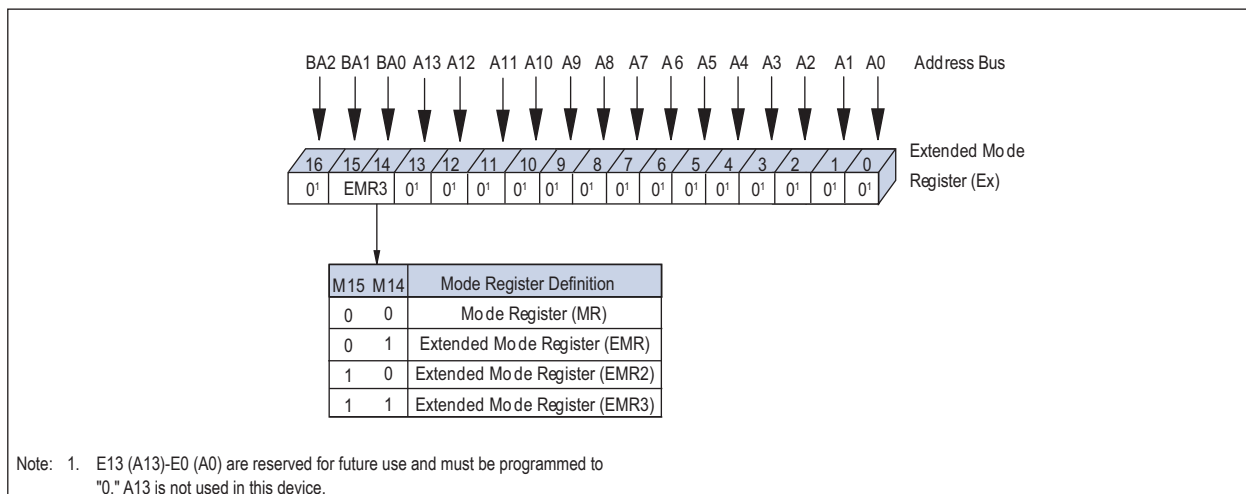 BA2 BA1 BA0 A13 A12 A11 A10 A9 A8 A7 A6 A5 A4 A3 A2 A1 A0 Address Bus
16 15 14 13 12 11 10 9 8 7 6 5 4 3 2 1 0 Extended Mode
0¹ EMR3 0¹ 0¹ 0¹ 0¹ 0¹ 0¹ 0¹ 0¹ 0¹ 0¹ 0¹ 0¹ 0¹ 0¹ Register (Ex)
M15 M14 Mode Register Definition
0 0 Mode Register (MR)
0 1 Extended Mode Register (EMR)
1 0 Extended Mode Register (EMR2)
1 1 Extended Mode Register (EMR3)
Note: 1. E13 (A13)-E0 (A0) are reserved for future use and must be programmed to
"0." A13 is not used in this device.